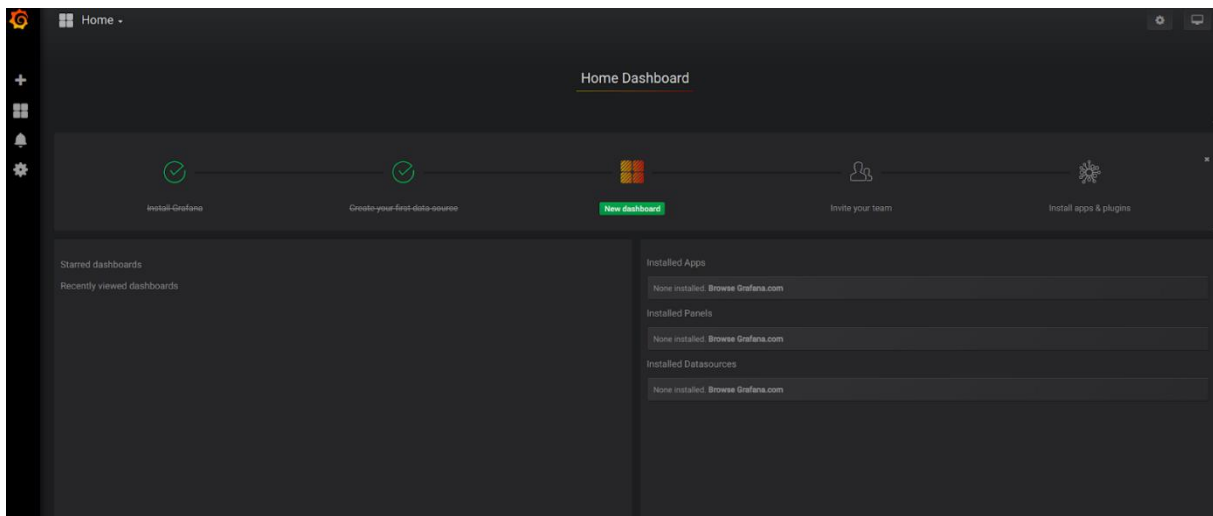 Home
Home Dashboard
Install Grafana
Create your first data source
New dashboard
Invite your team
Install apps & plugins
Starred dashboards
Recently viewed dashboards
Installed Apps
None installed. Browse Grafana.com
Installed Panels
None installed. Browse Grafana.com
Installed Datasources
None installed. Browse Grafana.com